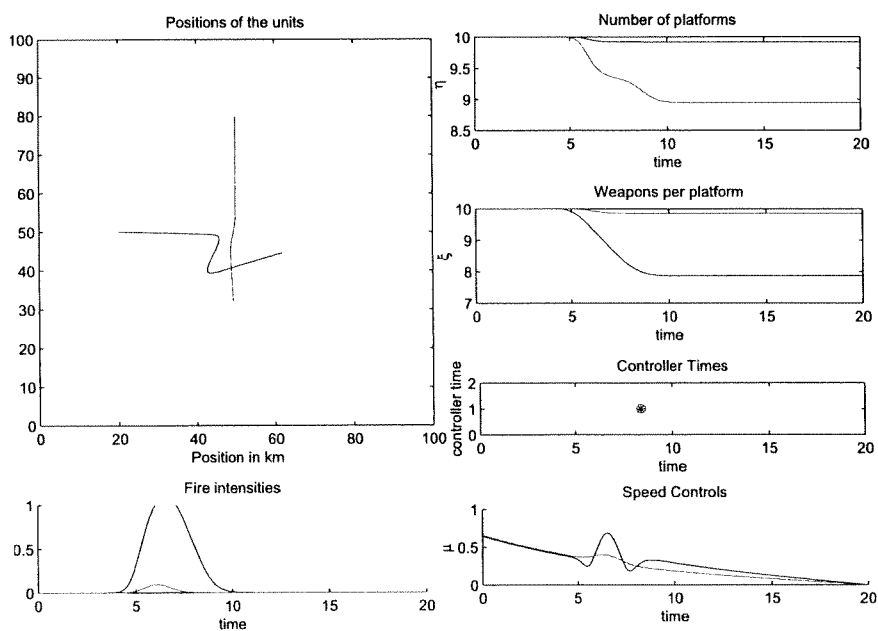 Positions of the units
100
90
80
70
60
50
40
30
20
10
0
0 20 40 60 80 100
Position in km
Number of platforms
10
9.5
9
8.5
η
0 5 10 15 20
time
Weapons per platform
10
9
8
7
ξ
0 5 10 15 20
time
Controller Times
2
1
0
controller time
0 5 10 15 20
time
Fire intensities
1
0.5
0
0 5 10 15 20
time
Speed Controls
1
0.5
0
μ
0 5 10 15 20
time